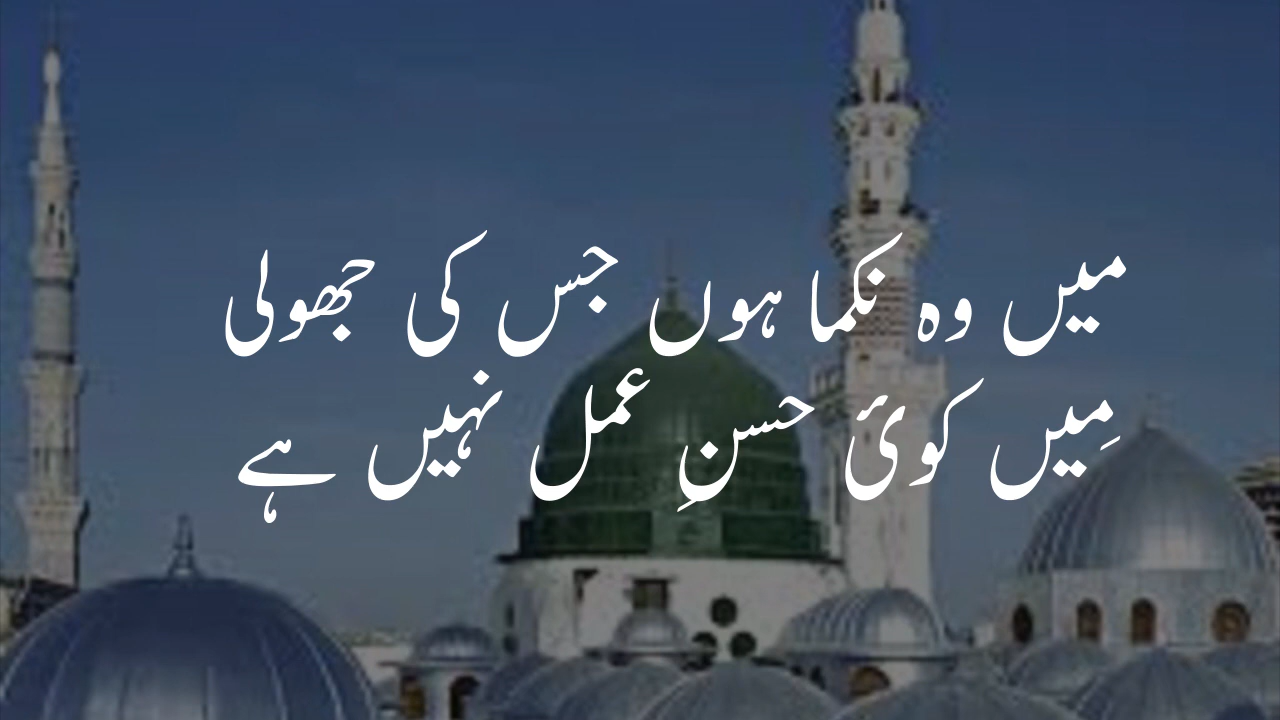 میں وہ نکما ہوں جس کی جھولی
مِیں کوئ حسنِ عمل نہیں ہے